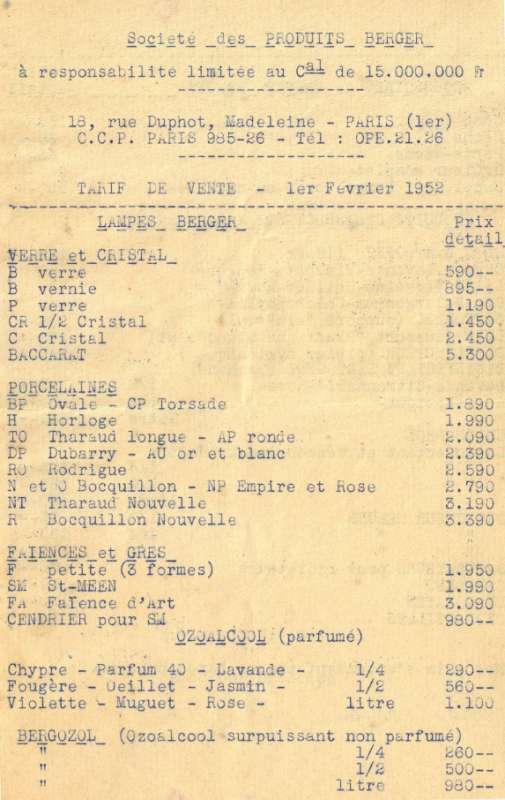 Societé des PRODUITS BERGER
à responsabilité limitée au Cal de 15.000.000 Fr
18, rue Duphot, Madeleine - PARIS (1er)
C.C.P. PARIS 985-26 - Tél : OPE.21.26
TARIF DE VENTE - 1er Février 1952
LAMPES BERGER Prix
détail
VERRE et CRISTAL
B verre 590--
B vernie 895--
P verre 1.190
CR 1/2 Cristal 1.450
C Cristal 2.450
BACCARAT 5.300
PORCELAINES
BP Ovale - CP Torsade 1.890
H Horloge 1.990
TO Tharaud longue - AP ronde 2.090
DP Dubarry - AU or et blanc 2.390
RO Rodrigue 2.590
N et O Bocquillon - NP Empire et Rose 2.790
NT Tharaud Nouvelle 3.190
R Bocquillon Nouvelle 3.390
FAIENCES et GRES
F petite (3 formes) 1.950
SM St-MEEN 1.990
FA Faïence d'Art 3.090
CENDRIER pour SM 980--
OZOALCOOL (parfumé)
Chypre - Parfum 40 - Lavande - 1/4 290--
Fougère - Oeillet - Jasmin - 1/2 560--
Violette - Muguet - Rose - litre 1.100
BERGOZOL (Ozoalcool surpuissant non parfumé)
" 1/4 260--
" 1/2 500--
" litre 980--